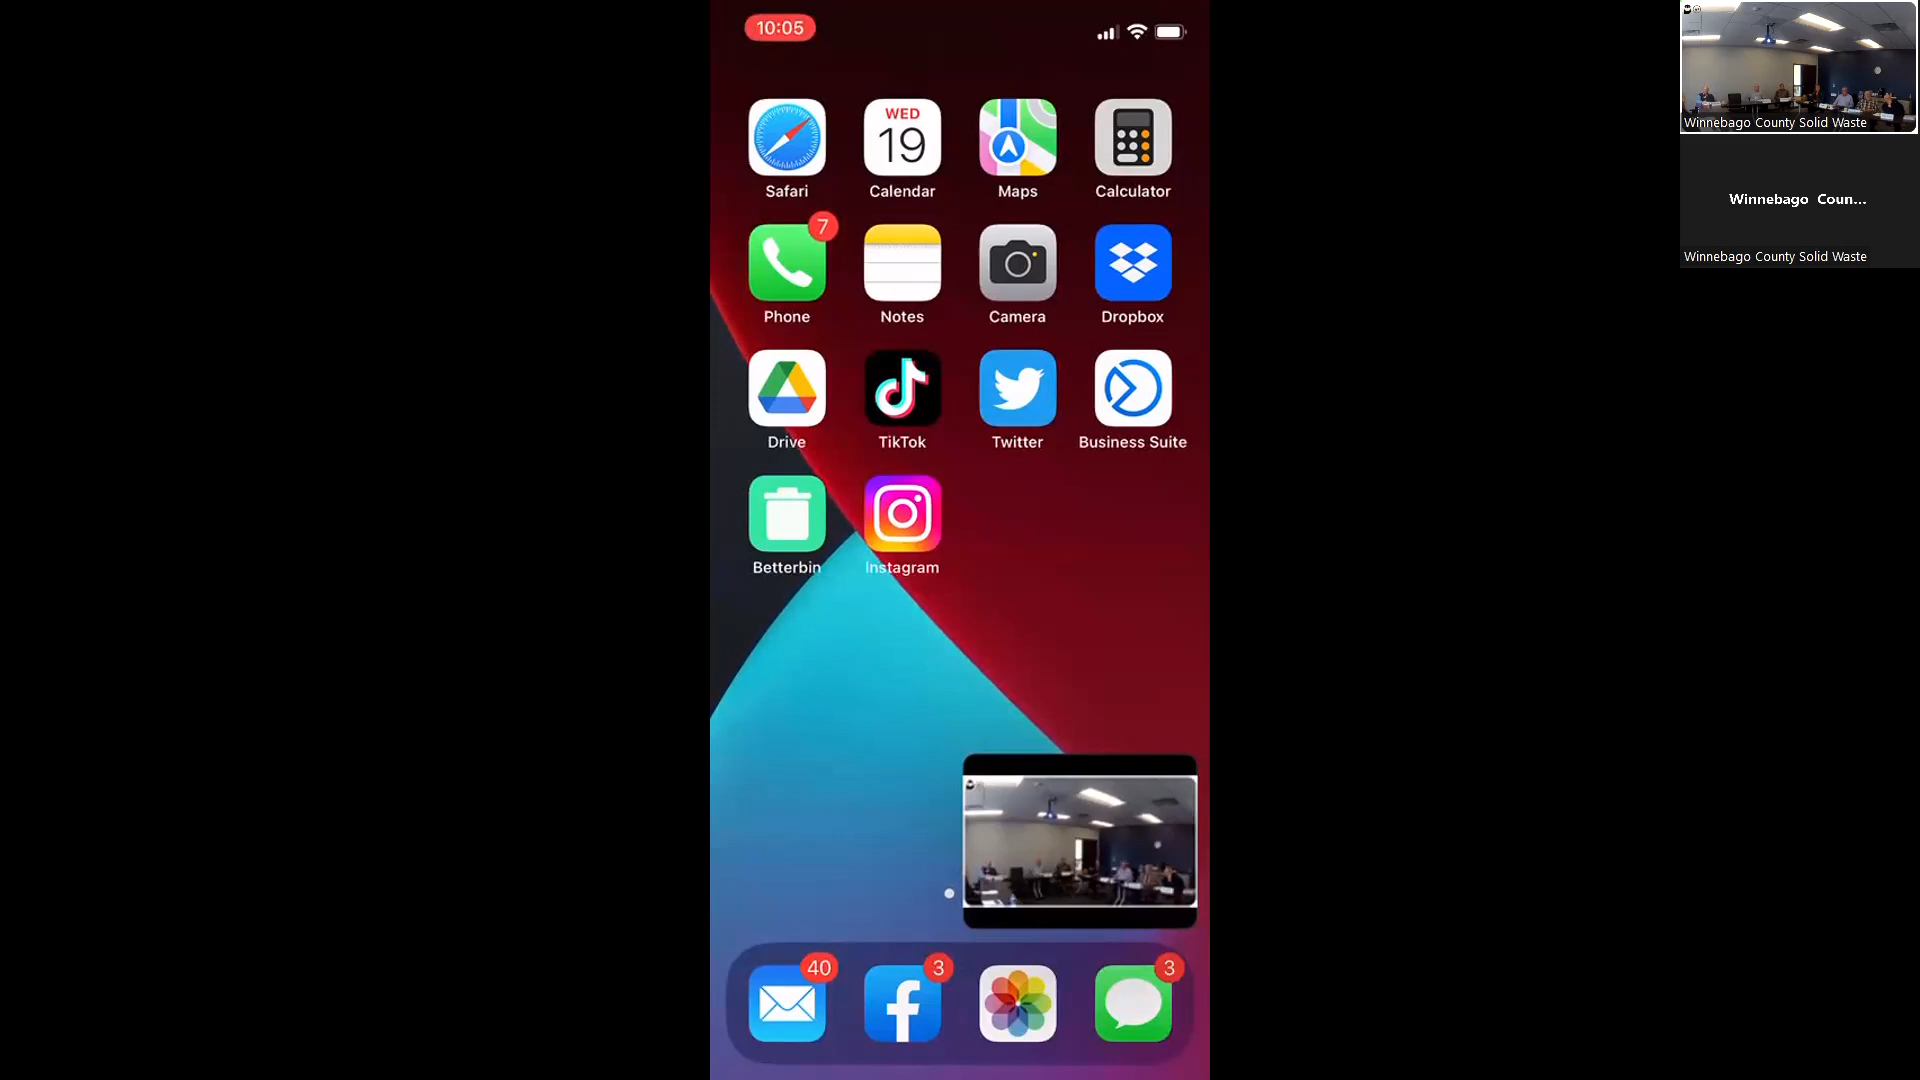 10:05
WED
19
Safari
Calendar
Maps
Calculator
7
Phone
Notes
Camera
Dropbox
Drive
TikTok
Twitter
Business Suite
Betterbin
Instagram
40
3
3
Winnebago County Solid Waste
Winnebago Coun...
Winnebago County Solid Waste